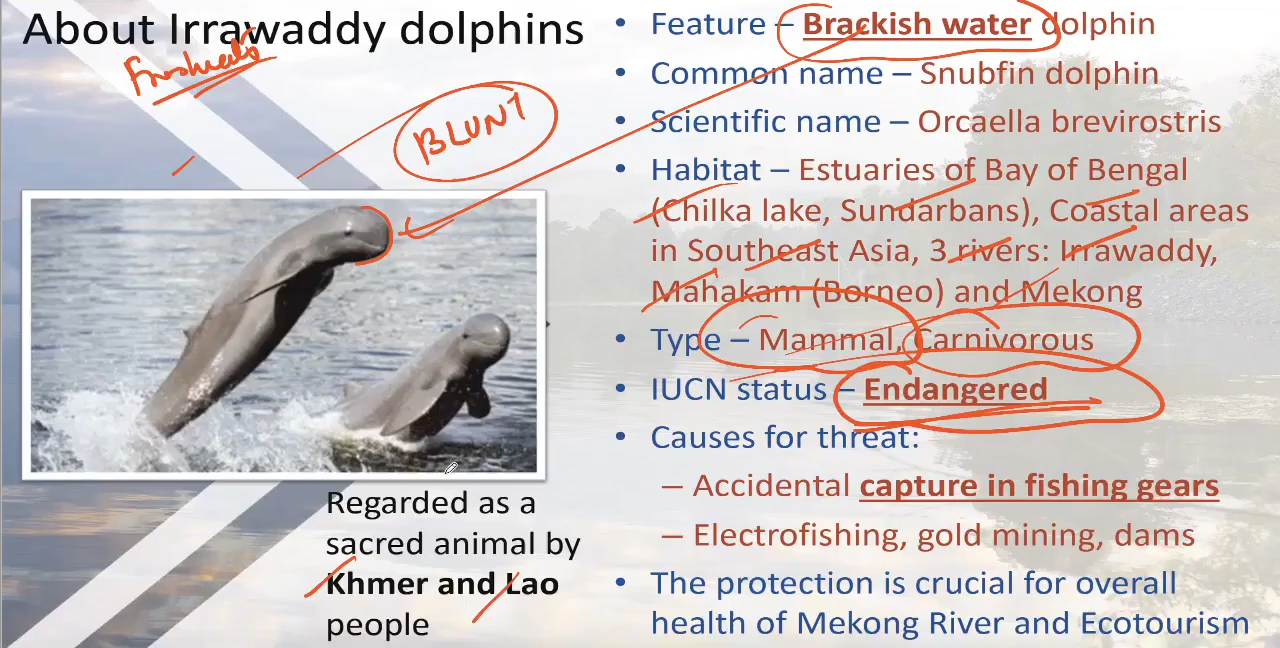 About Irrawaddy dolphins
BLUNT
Regarded as a
sacred animal by
Khmer and Lao
people
• Feature – Brackish water dolphin
• Common name – Snubfin dolphin
• Scientific name – Orcaella brevirostris
• Habitat – Estuaries of Bay of Bengal
(Chilka lake, Sundarbans), Coastal areas
in Southeast Asia, 3 rivers: Irrawaddy,
Mahakam (Borneo) and Mekong
• Type – Mammal, Carnivorous
• IUCN status – Endangered
• Causes for threat:
– Accidental capture in fishing gears
– Electrofishing, gold mining, dams
• The protection is crucial for overall
health of Mekong River and Ecotourism